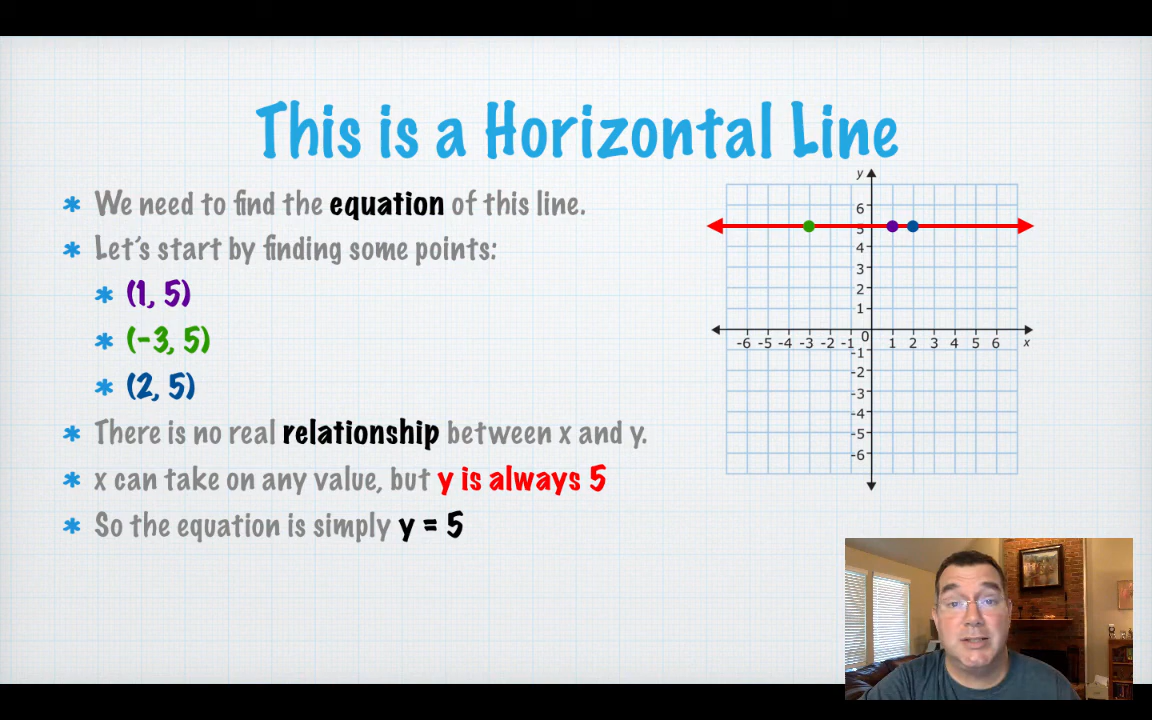 This is a Horizontal Line
* We need to find the equation of this line.
* Let's start by finding some points:
* (1, 5)
* (-3, 5)
* (2, 5)
* There is no real relationship between x and y.
* x can take on any value, but y is always 5
* So the equation is simply y = 5
y
6
5
4
3
2
1
0
-6 -5 -4 -3 -2 -1 1 2 3 4 5 6 x
-1
-2
-3
-4
-5
-6